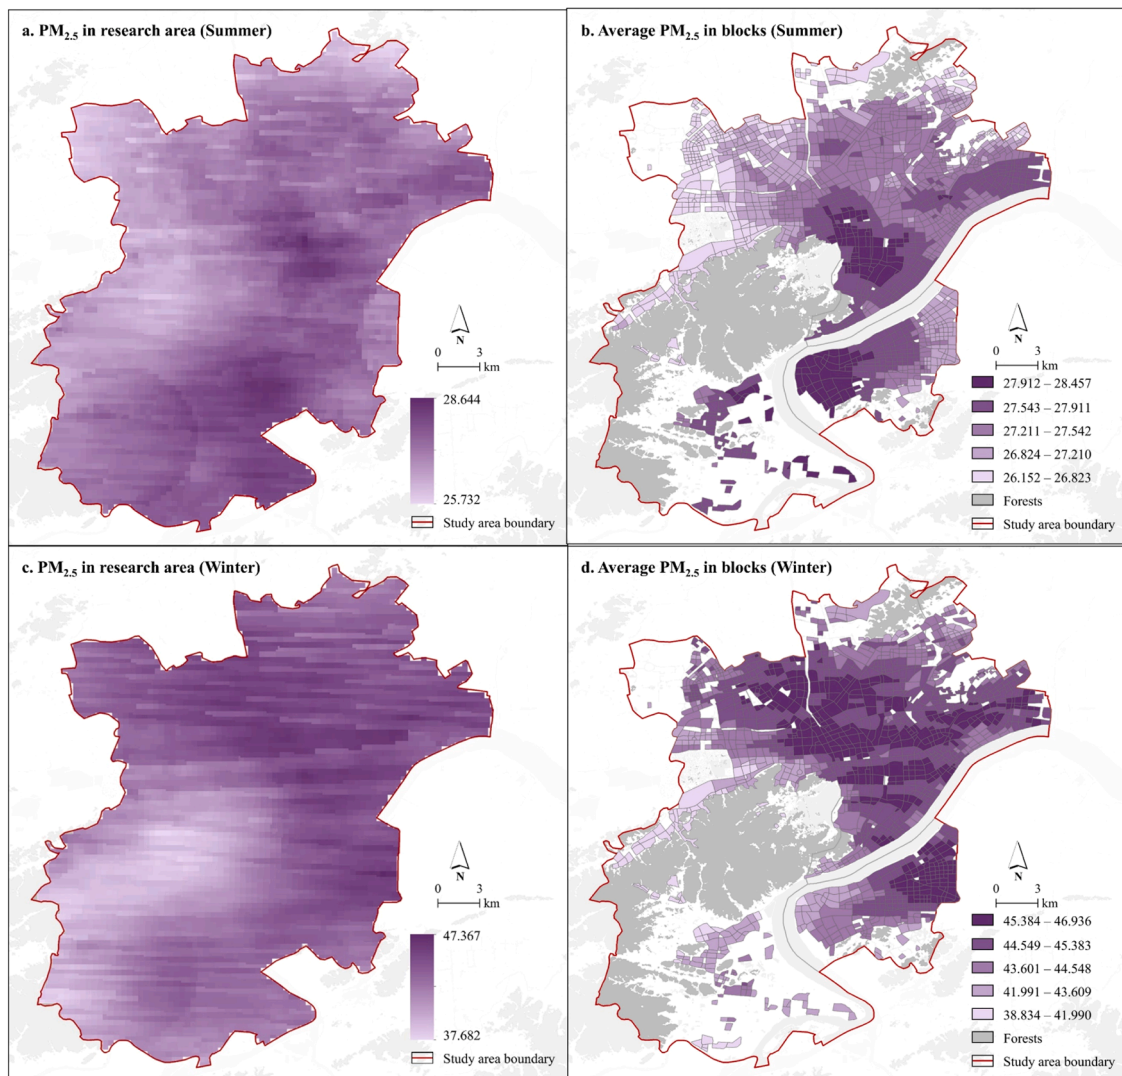 a. PM2.5 in research area (Summer)
N
0 3
km
28.644
25.732
Study area boundary
b. Average PM2.5 in blocks (Summer)
N
0 3
km
27.912 – 28.457
27.543 – 27.911
27.211 – 27.542
26.824 – 27.210
26.152 – 26.823
Forests
Study area boundary
c. PM2.5 in research area (Winter)
N
0 3
km
47.367
37.682
Study area boundary
d. Average PM2.5 in blocks (Winter)
N
0 3
km
45.384 – 46.936
44.549 – 45.383
43.601 – 44.548
41.991 – 43.609
38.834 – 41.990
Forests
Study area boundary